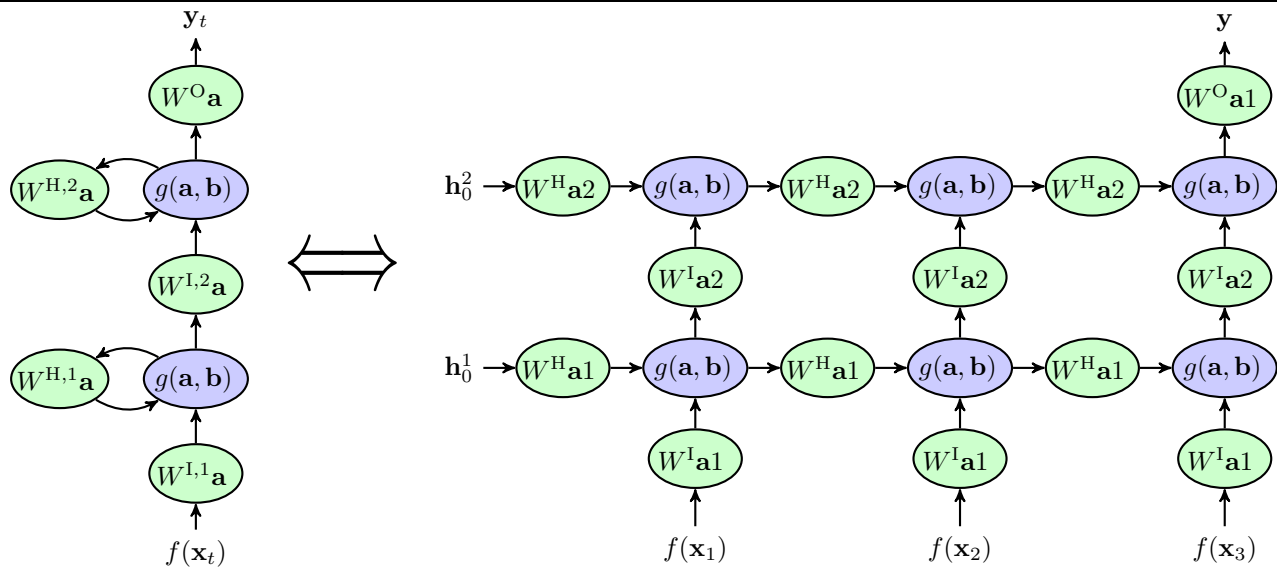 𝐲_t
W^O 𝐚
W^{H,2} 𝐚
g(𝐚, 𝐛)
W^{I,2} 𝐚
W^{H,1} 𝐚
g(𝐚, 𝐛)
W^{I,1} 𝐚
f(𝐱_t)
⟺
𝐲
W^O 𝐚1
𝐡_0^2 W^H 𝐚2 g(𝐚, 𝐛) W^H 𝐚2 g(𝐚, 𝐛) W^H 𝐚2 g(𝐚, 𝐛)
W^I 𝐚2 W^I 𝐚2 W^I 𝐚2
𝐡_0^1 W^H 𝐚1 g(𝐚, 𝐛) W^H 𝐚1 g(𝐚, 𝐛) W^H 𝐚1 g(𝐚, 𝐛)
W^I 𝐚1 W^I 𝐚1 W^I 𝐚1
f(𝐱_1) f(𝐱_2) f(𝐱_3)